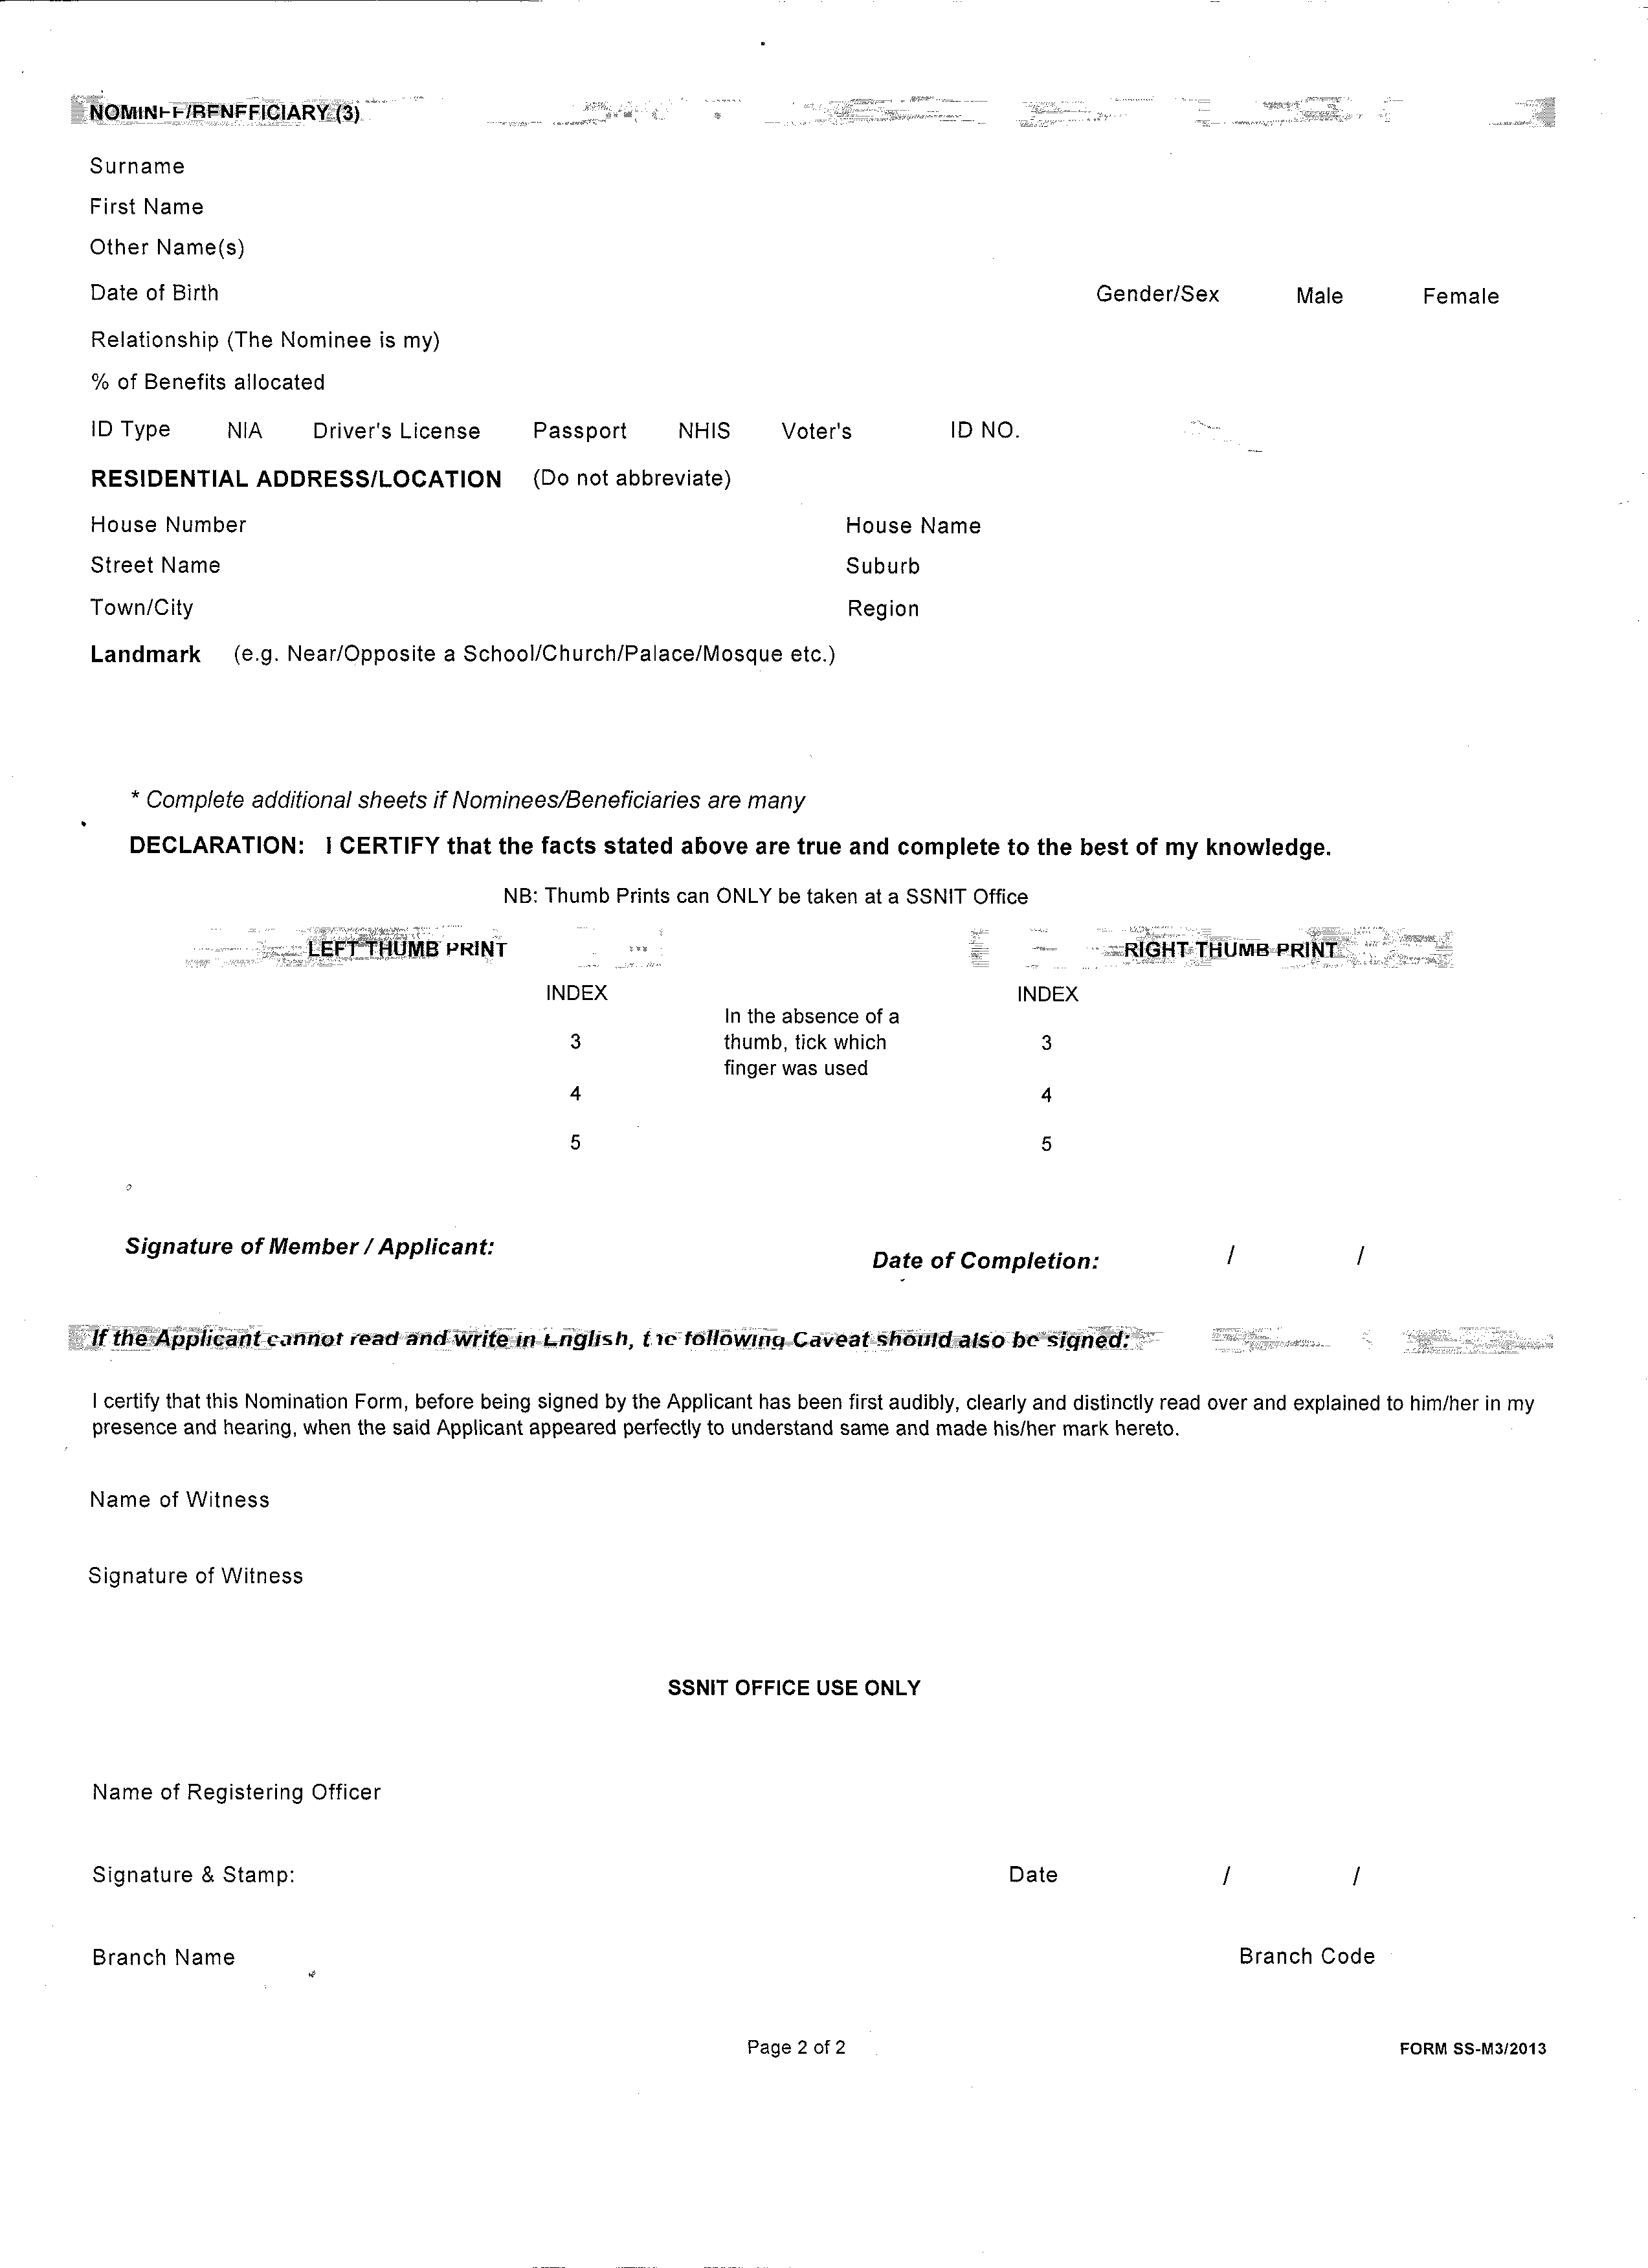 NOMINEE/BENEFICIARY (3)
Surname
First Name
Other Name(s)
Date of Birth Gender/Sex Male Female
Relationship (The Nominee is my)
% of Benefits allocated
ID Type NIA Driver's License Passport NHIS Voter's ID NO.
RESIDENTIAL ADDRESS/LOCATION (Do not abbreviate)
House Number House Name
Street Name Suburb
Town/City Region
Landmark (e.g. Near/Opposite a School/Church/Palace/Mosque etc.)
* Complete additional sheets if Nominees/Beneficiaries are many
DECLARATION: I CERTIFY that the facts stated above are true and complete to the best of my knowledge.
NB: Thumb Prints can ONLY be taken at a SSNIT Office
LEFT THUMB PRINT RIGHT THUMB PRINT
INDEX INDEX
In the absence of a
3 thumb, tick which 3
finger was used
4 4
5 5
Signature of Member / Applicant: Date of Completion: / /
If the Applicant cannot read and write in English, the following Caveat should also be signed:
I certify that this Nomination Form, before being signed by the Applicant has been first audibly, clearly and distinctly read over and explained to him/her in my
presence and hearing, when the said Applicant appeared perfectly to understand same and made his/her mark hereto.
Name of Witness
Signature of Witness
SSNIT OFFICE USE ONLY
Name of Registering Officer
Signature & Stamp: Date / /
Branch Name Branch Code
Page 2 of 2 FORM SS-M3/2013